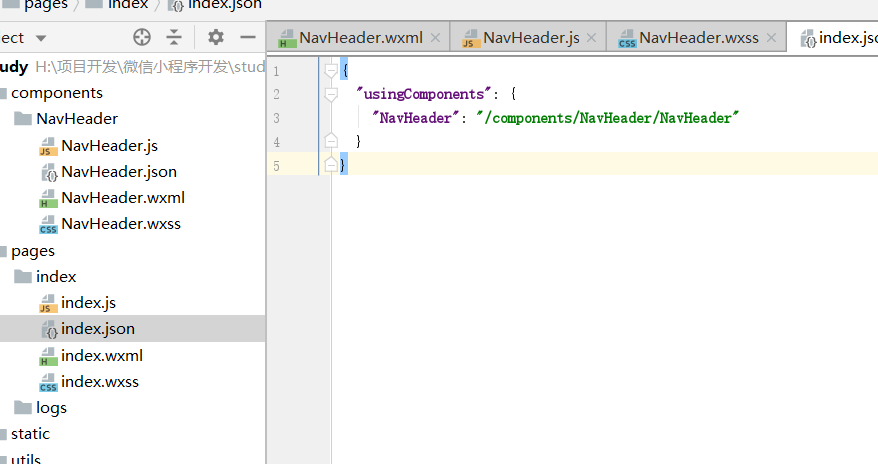 pages index index.json
ect
NavHeader.wxml NavHeader.js NavHeader.wxss index.jso
udy H:\项目开发\微信小程序开发\stud
components
NavHeader
NavHeader.js
NavHeader.json
NavHeader.wxml
NavHeader.wxss
pages
index
index.js
index.json
index.wxml
index.wxss
logs
static
utils
1 {
2 "usingComponents": {
3 "NavHeader": "/components/NavHeader/NavHeader"
4 }
5 }